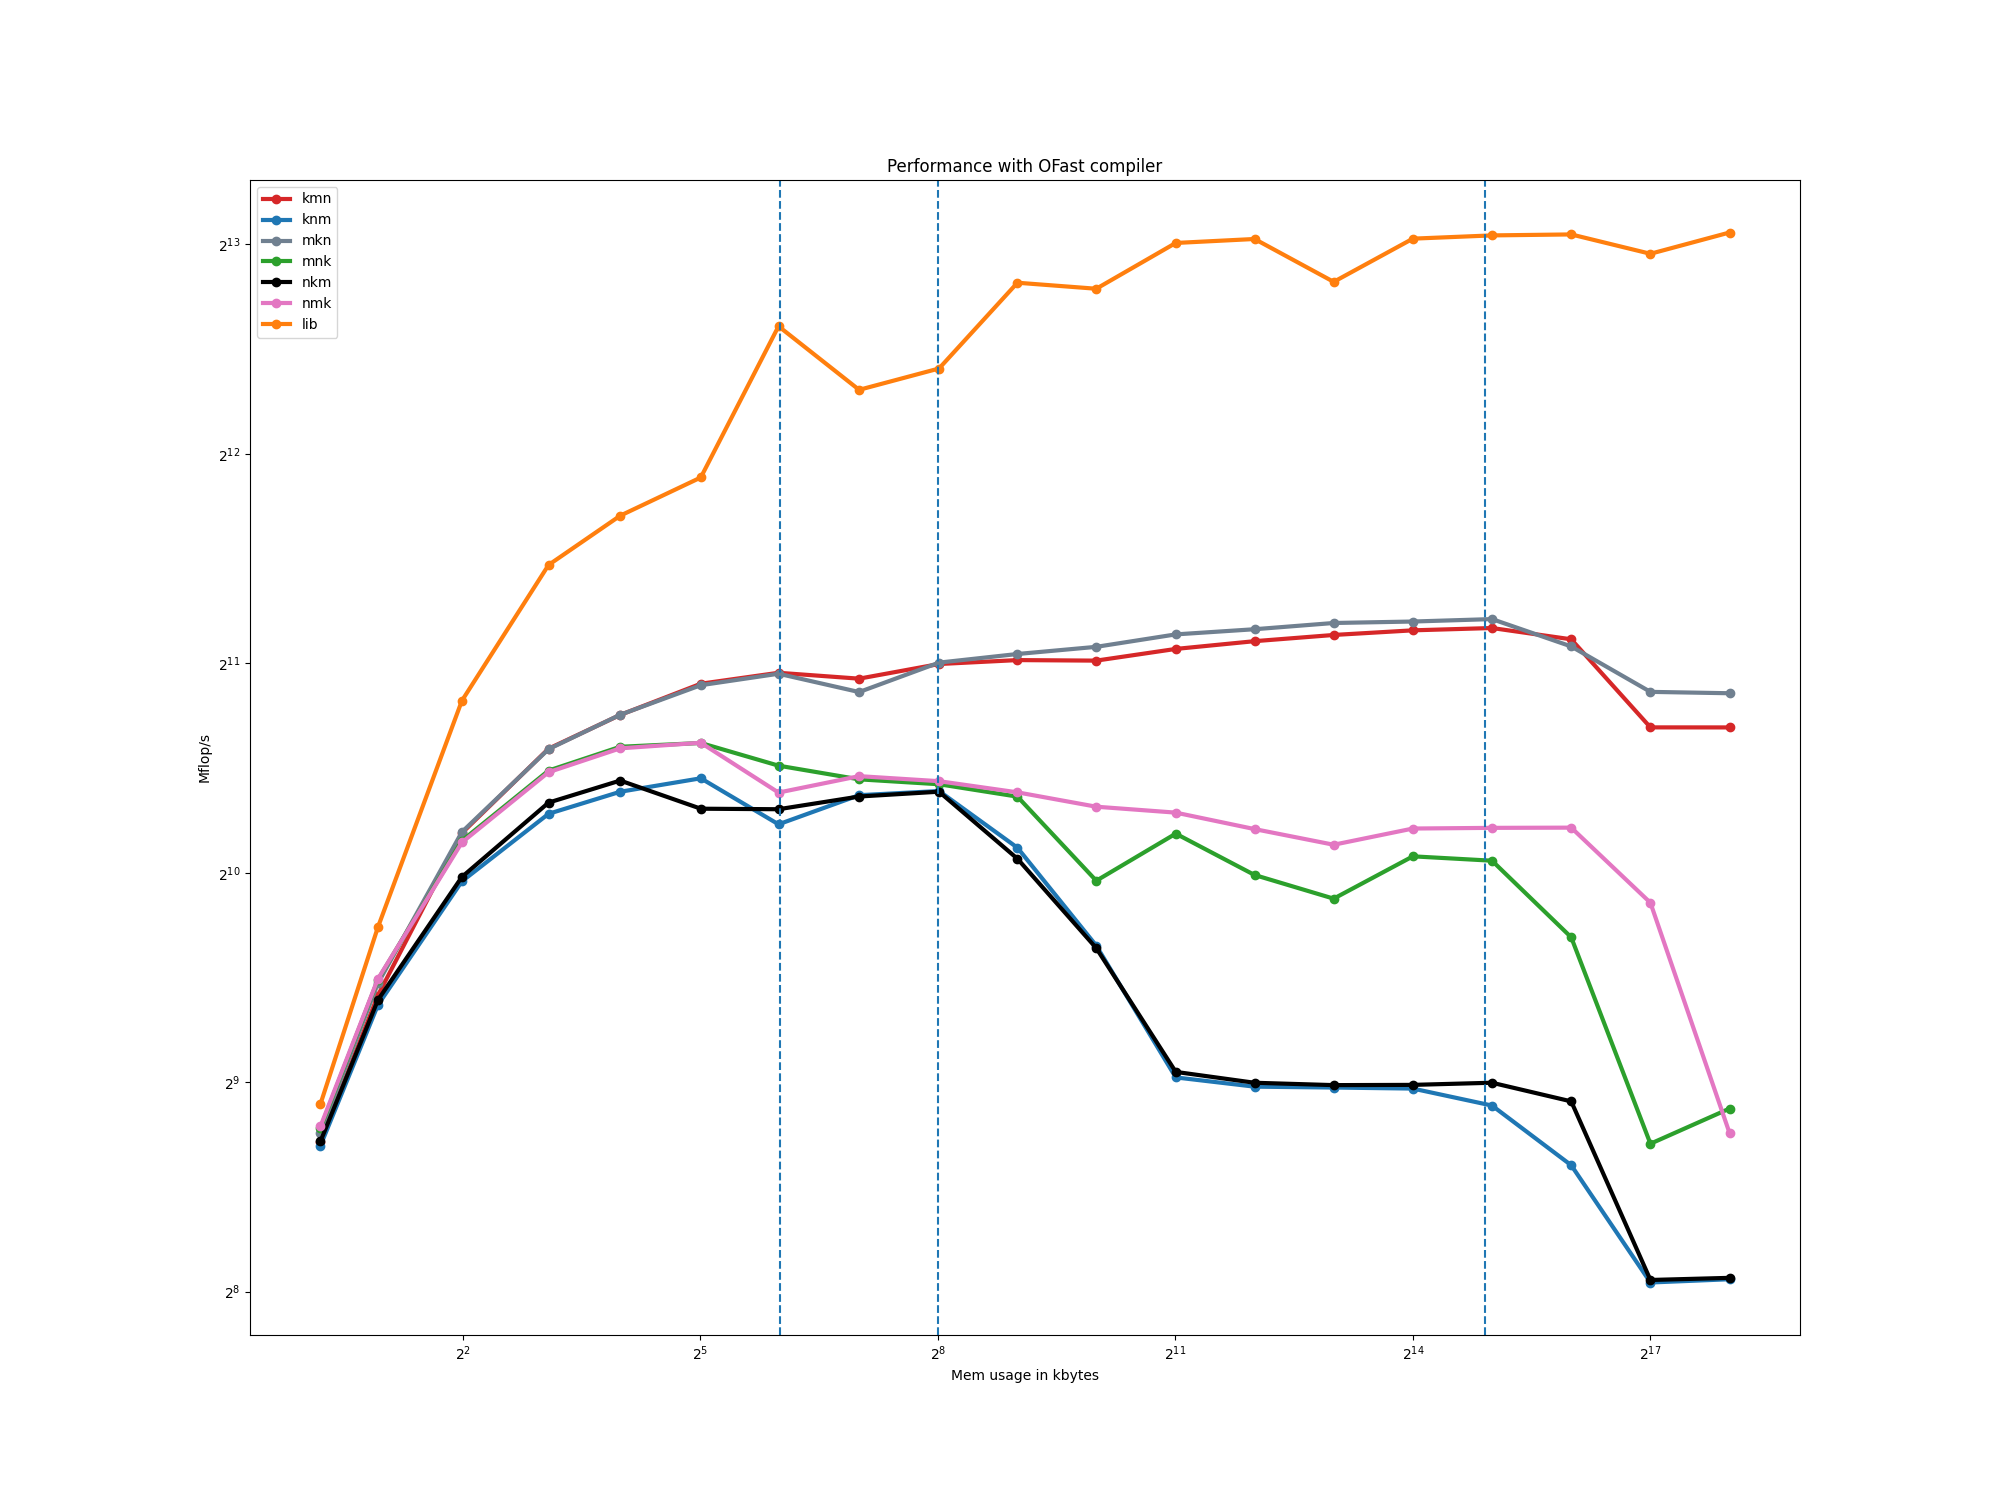 Performance with OFast compiler
kmn
knm
mkn
mnk
nkm
nmk
lib
2^13
2^12
2^11
2^10
2^9
2^8
Mflop/s
2^2 2^5 2^8 2^11 2^14 2^17
Mem usage in kbytes